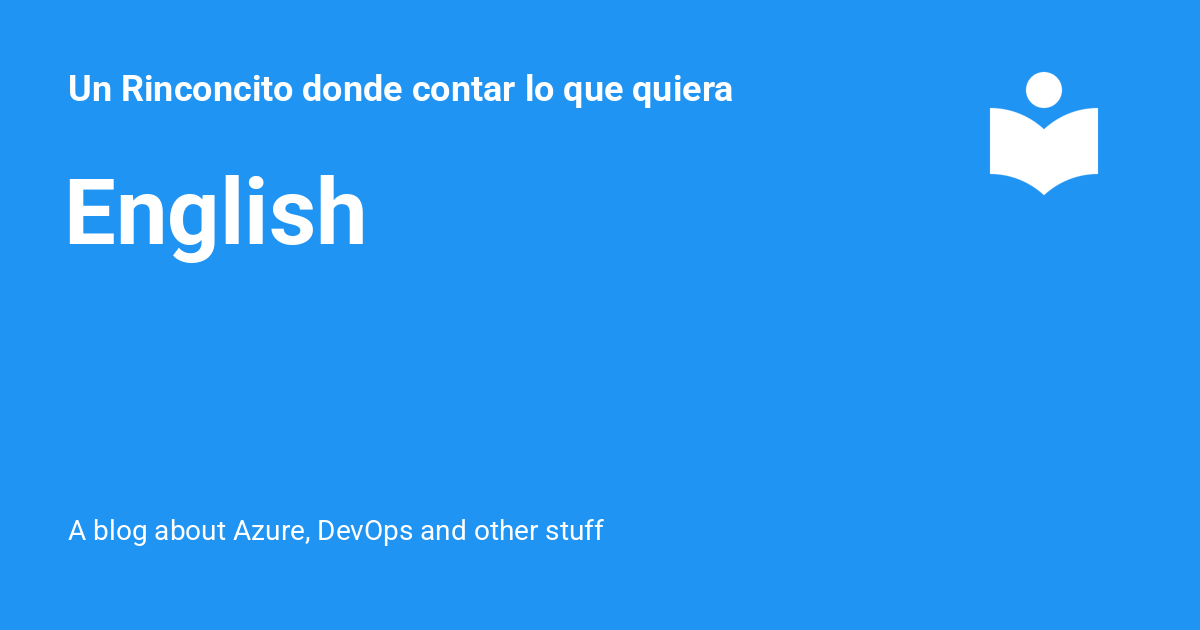 Un Rinconcito donde contar lo que quiera
English
A blog about Azure, DevOps and other stuff